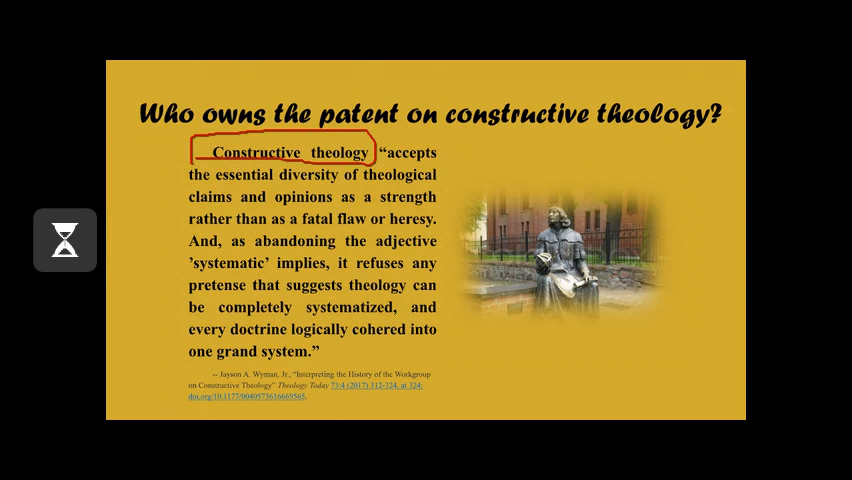 Who owns the patent on constructive theology?
Constructive theology “accepts
the essential diversity of theological
claims and opinions as a strength
rather than as a fatal flaw or heresy.
And, as abandoning the adjective
’systematic’ implies, it refuses any
pretense that suggests theology can
be completely systematized, and
every doctrine logically cohered into
one grand system.”
-- Jayson A. Wyman, Jr., “Interpreting the History of the Workgroup
on Constructive Theology” Theology Today 73:4 (2017) 312-324, at 324;
doi.org/10.1177/0040573616669565.